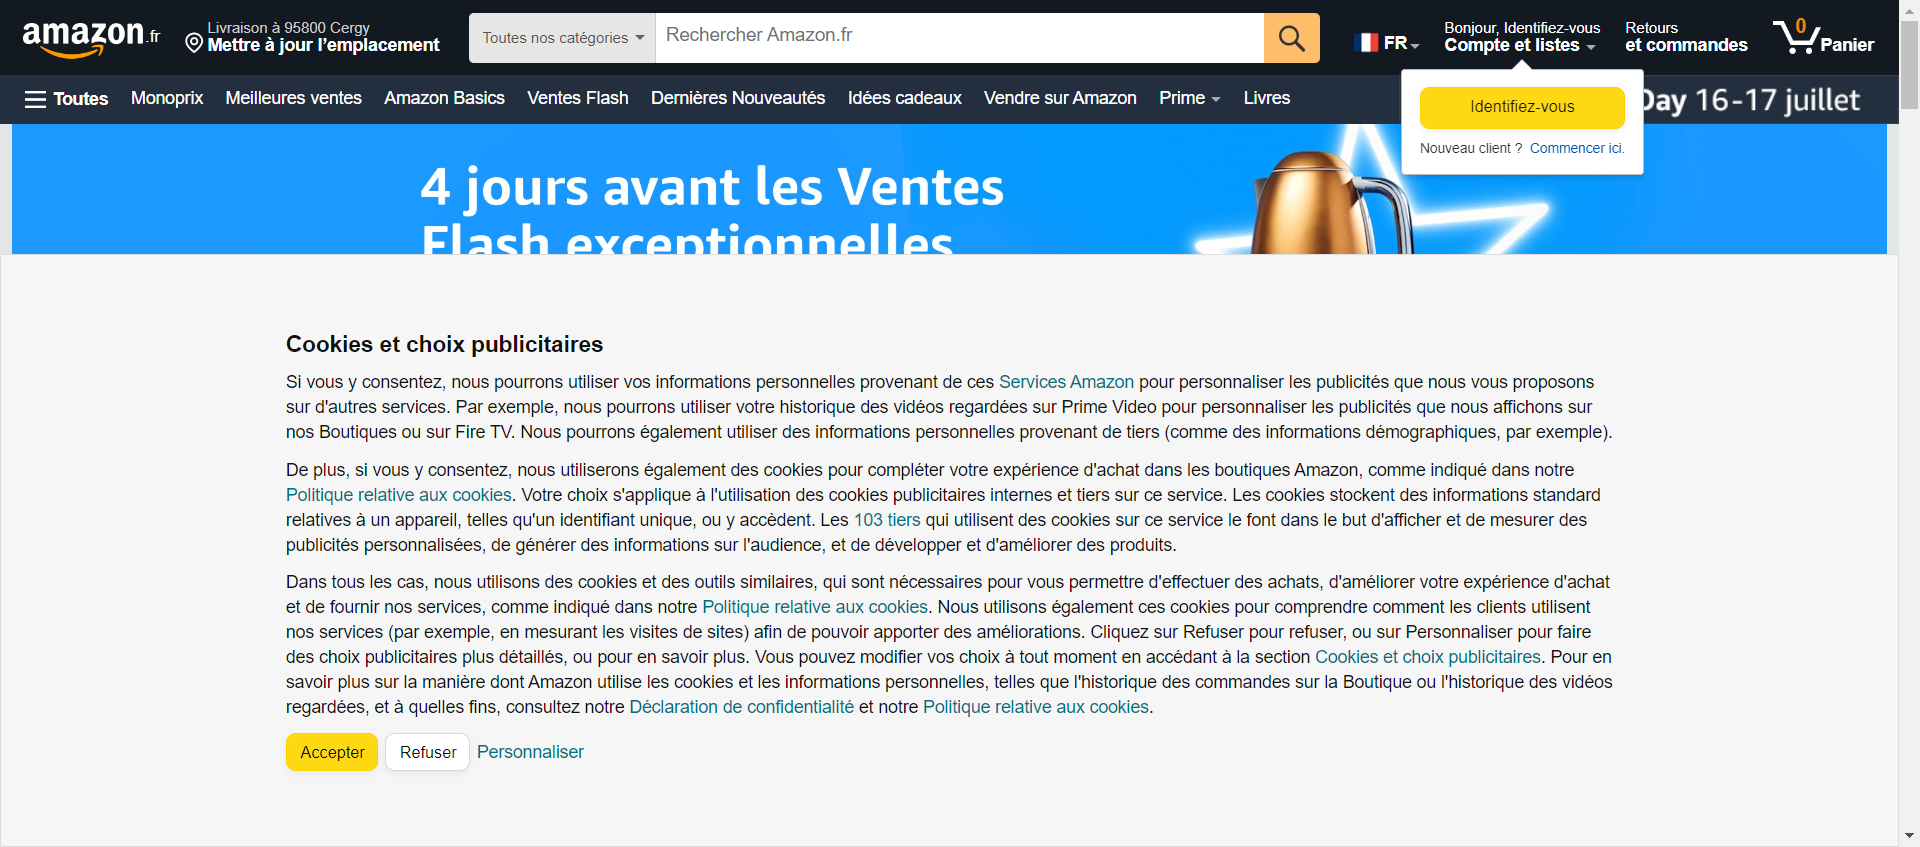 amazon.fr
Livraison à 95800 Cergy
Mettre à jour l'emplacement
Toutes nos catégories
Rechercher Amazon.fr
FR
Bonjour, Identifiez-vous
Compte et listes
Retours
et commandes
0
Panier
Toutes
Monoprix
Meilleures ventes
Amazon Basics
Ventes Flash
Dernières Nouveautés
Idées cadeaux
Vendre sur Amazon
Prime
Livres
Day 16-17 juillet
Identifiez-vous
Nouveau client ? Commencer ici.
4 jours avant les Ventes
Flash exceptionnelles
Cookies et choix publicitaires
Si vous y consentez, nous pourrons utiliser vos informations personnelles provenant de ces Services Amazon pour personnaliser les publicités que nous vous proposons
sur d'autres services. Par exemple, nous pourrons utiliser votre historique des vidéos regardées sur Prime Video pour personnaliser les publicités que nous affichons sur
nos Boutiques ou sur Fire TV. Nous pourrons également utiliser des informations personnelles provenant de tiers (comme des informations démographiques, par exemple).
De plus, si vous y consentez, nous utiliserons également des cookies pour compléter votre expérience d'achat dans les boutiques Amazon, comme indiqué dans notre
Politique relative aux cookies. Votre choix s'applique à l'utilisation des cookies publicitaires internes et tiers sur ce service. Les cookies stockent des informations standard
relatives à un appareil, telles qu'un identifiant unique, ou y accèdent. Les 103 tiers qui utilisent des cookies sur ce service le font dans le but d'afficher et de mesurer des
publicités personnalisées, de générer des informations sur l'audience, et de développer et d'améliorer des produits.
Dans tous les cas, nous utilisons des cookies et des outils similaires, qui sont nécessaires pour vous permettre d'effectuer des achats, d'améliorer votre expérience d'achat
et de fournir nos services, comme indiqué dans notre Politique relative aux cookies. Nous utilisons également ces cookies pour comprendre comment les clients utilisent
nos services (par exemple, en mesurant les visites de sites) afin de pouvoir apporter des améliorations. Cliquez sur Refuser pour refuser, ou sur Personnaliser pour faire
des choix publicitaires plus détaillés, ou pour en savoir plus. Vous pouvez modifier vos choix à tout moment en accédant à la section Cookies et choix publicitaires. Pour en
savoir plus sur la manière dont Amazon utilise les cookies et les informations personnelles, telles que l'historique des commandes sur la Boutique ou l'historique des vidéos
regardées, et à quelles fins, consultez notre Déclaration de confidentialité et notre Politique relative aux cookies.
Accepter
Refuser
Personnaliser